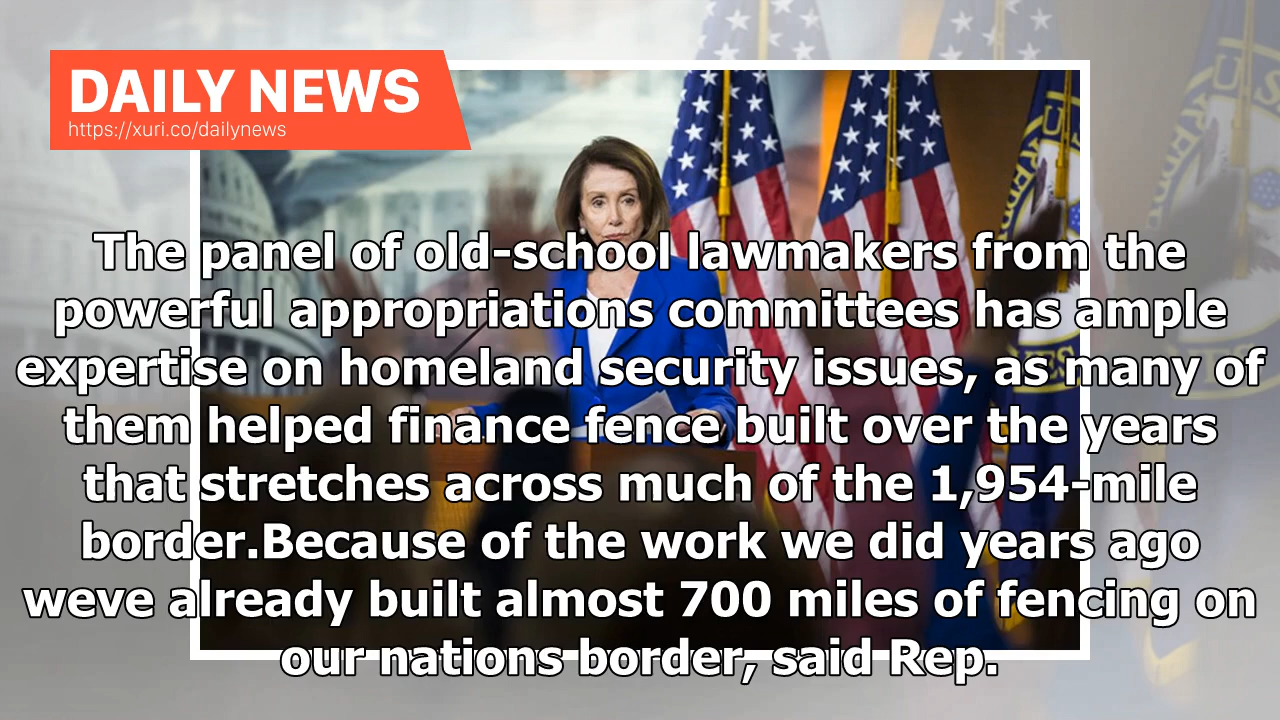 DAILY NEWS
https://xuri.co/dailynews
The panel of old-school lawmakers from the
powerful appropriations committees has ample
expertise on homeland security issues, as many of
them helped finance fence built over the years
that stretches across much of the 1,954-mile
border.Because of the work we did years ago
weve already built almost 700 miles of fencing on
our nations border, said Rep.